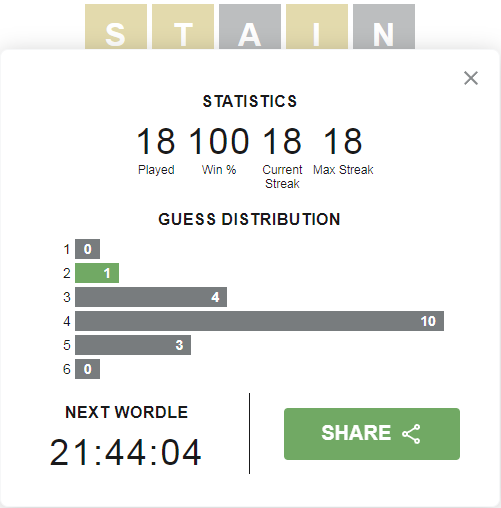 S T A I N
STATISTICS
18 100 18 18
Played Win % Current Streak Max Streak
GUESS DISTRIBUTION
1 0
2 1
3 4
4 10
5 3
6 0
NEXT WORDLE
21:44:04
SHARE